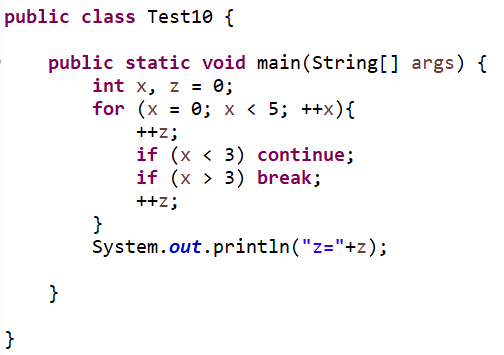 public class Test10 {
public static void main(String[] args) {
int x, z = 0;
for (x = 0; x < 5; ++x){
++z;
if (x < 3) continue;
if (x > 3) break;
++z;
}
System.out.println("z="+z);
}
}